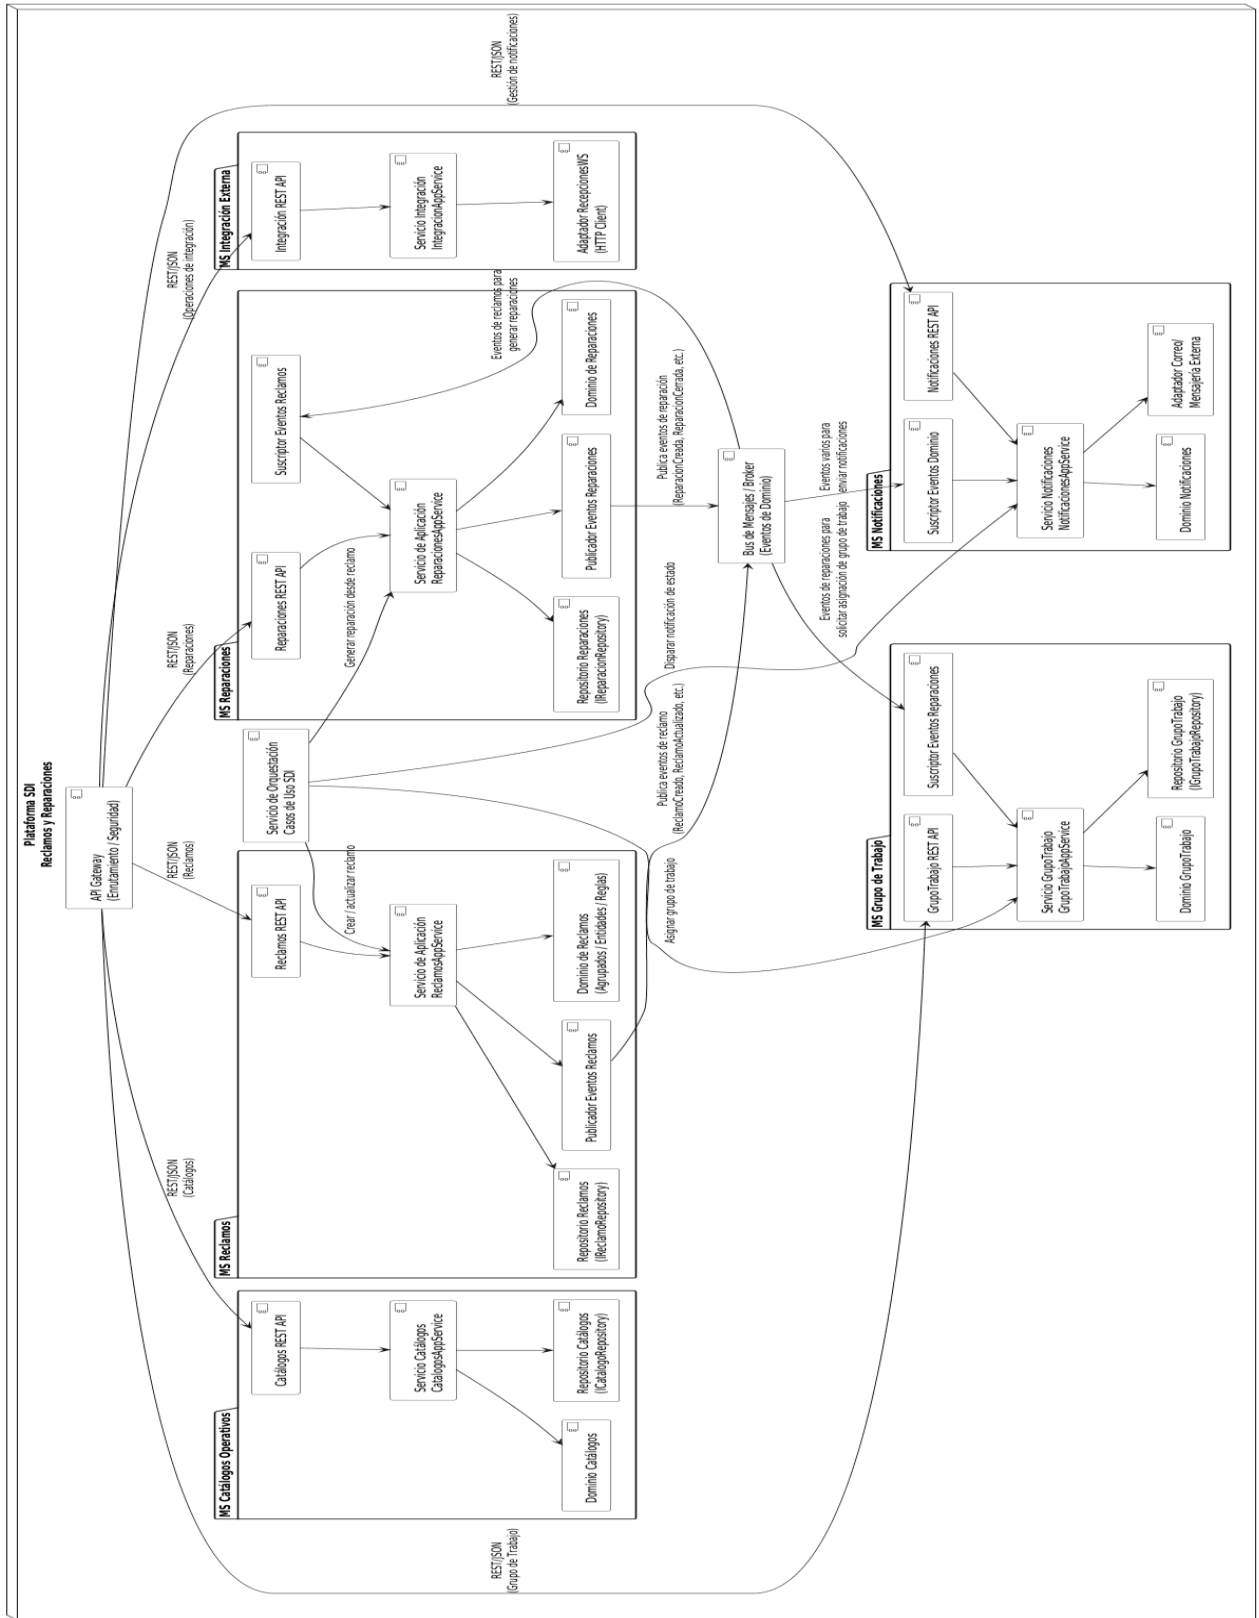 Plataforma SDI
Reclamos y Reparaciones
API Gateway
(Enrutamiento / Seguridad)
REST/JSON
(Grupo de Trabajo)
REST/JSON
(Catálogos)
REST/JSON
(Reclamos)
REST/JSON
(Reparaciones)
REST/JSON
(Operaciones de integración)
REST/JSON
(Gestión de notificaciones)
MS Catálogos Operativos
Catálogos REST API
Servicio Catálogos
CatalogosAppService
Dominio Catálogos
Repositorio Catálogos
(ICatalogoRepository)
MS Reclamos
Reclamos REST API
Servicio de Aplicación
ReclamosAppService
Repositorio Reclamos
(IReclamoRepository)
Publicador Eventos Reclamos
Dominio de Reclamos
(Agrupados / Entidades / Reglas)
Servicio de Orquestación
Casos de Uso SDI
Crear / actualizar reclamo
Generar reparación desde reclamo
MS Reparaciones
Reparaciones REST API
Suscriptor Eventos Reclamos
Servicio de Aplicación
ReparacionesAppService
Repositorio Reparaciones
(IReparacionRepository)
Publicador Eventos Reparaciones
Dominio de Reparaciones
MS Integración Externa
Integración REST API
Servicio Integración
IntegracionAppService
Adaptador RecepcionesWS
(HTTP Client)
Eventos de reclamos para
generar reparaciones
Asignar grupo de trabajo
Publica eventos de reclamo
(ReclamoCreado, ReclamoActualizado, etc.)
Disparar notificación de estado
Publica eventos de reparación
(ReparacionCreada, ReparacionCerrada, etc.)
Bus de Mensajes / Broker
(Eventos de Dominio)
Eventos de reparaciones para
solicitar asignación de grupo de trabajo
Eventos varios para
enviar notificaciones
MS Grupo de Trabajo
GrupoTrabajo REST API
Suscriptor Eventos Reparaciones
Servicio GrupoTrabajo
GrupoTrabajoAppService
Dominio GrupoTrabajo
Repositorio GrupoTrabajo
(IGrupoTrabajoRepository)
MS Notificaciones
Suscriptor Eventos Dominio
Notificaciones REST API
Servicio Notificaciones
NotificacionesAppService
Dominio Notificaciones
Adaptador Correo/
Mensajería Externa